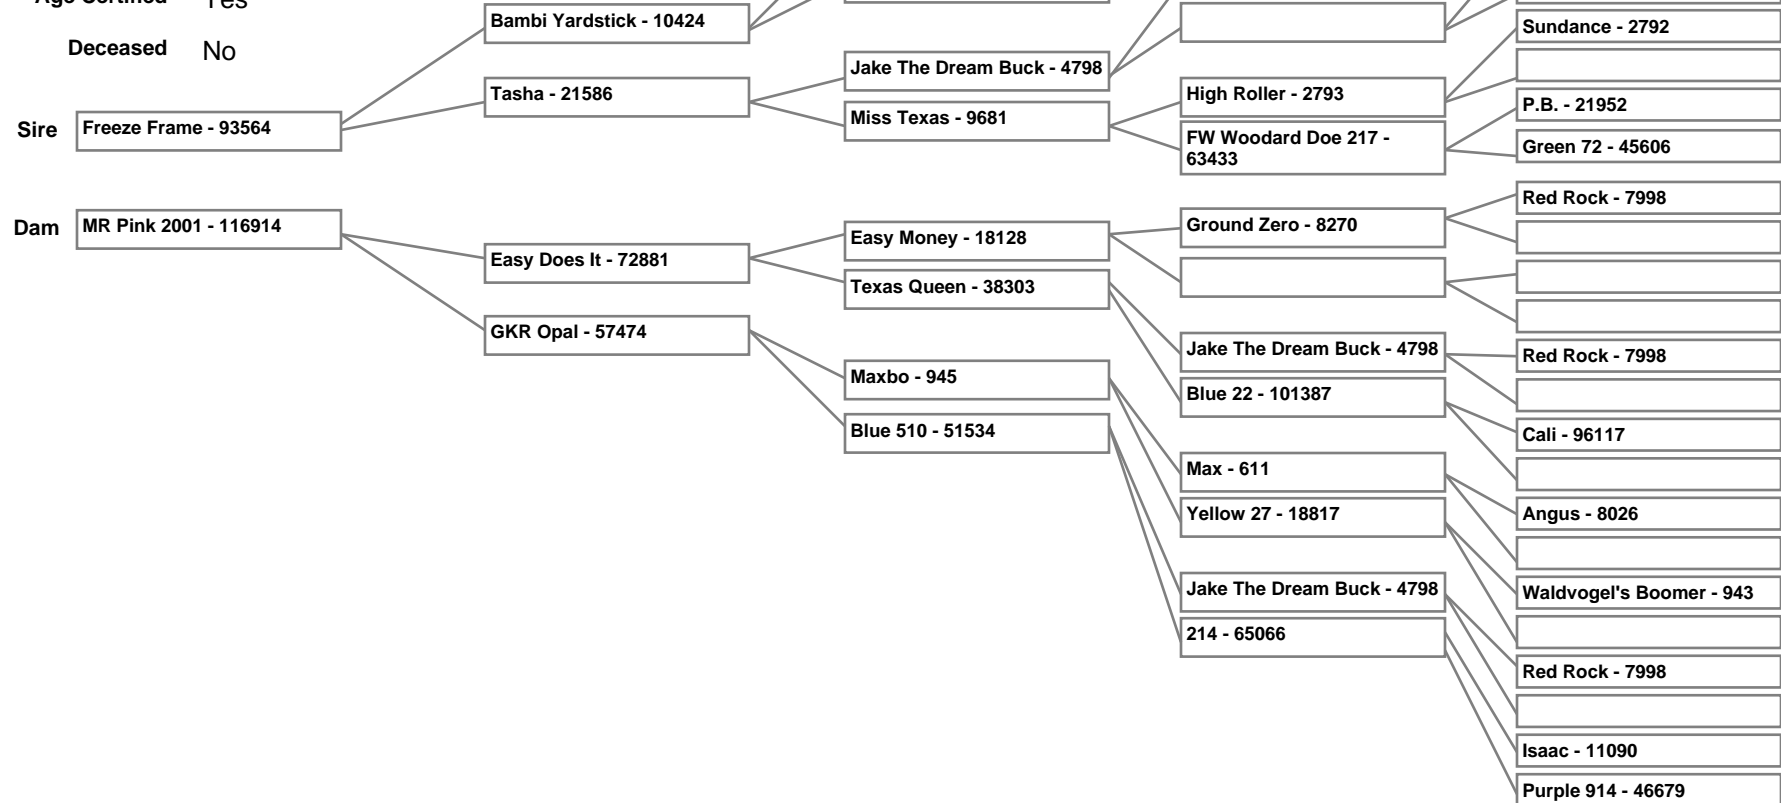 Bambi Yardstick - 10424
Sundance - 2792
Deceased No
Jake The Dream Buck - 4798
Tasha - 21586
High Roller - 2793
P.B. - 21952
Sire
Freeze Frame - 93564
Miss Texas - 9681
FW Woodard Doe 217 -
63433
Green 72 - 45606
Red Rock - 7998
Dam
MR Pink 2001 - 116914
Easy Money - 18128
Ground Zero - 8270
Easy Does It - 72881
Texas Queen - 38303
GKR Opal - 57474
Jake The Dream Buck - 4798
Red Rock - 7998
Maxbo - 945
Blue 22 - 101387
Blue 510 - 51534
Cali - 96117
Max - 611
Yellow 27 - 18817
Angus - 8026
Jake The Dream Buck - 4798
Waldvogel's Boomer - 943
214 - 65066
Red Rock - 7998
Isaac - 11090
Purple 914 - 46679